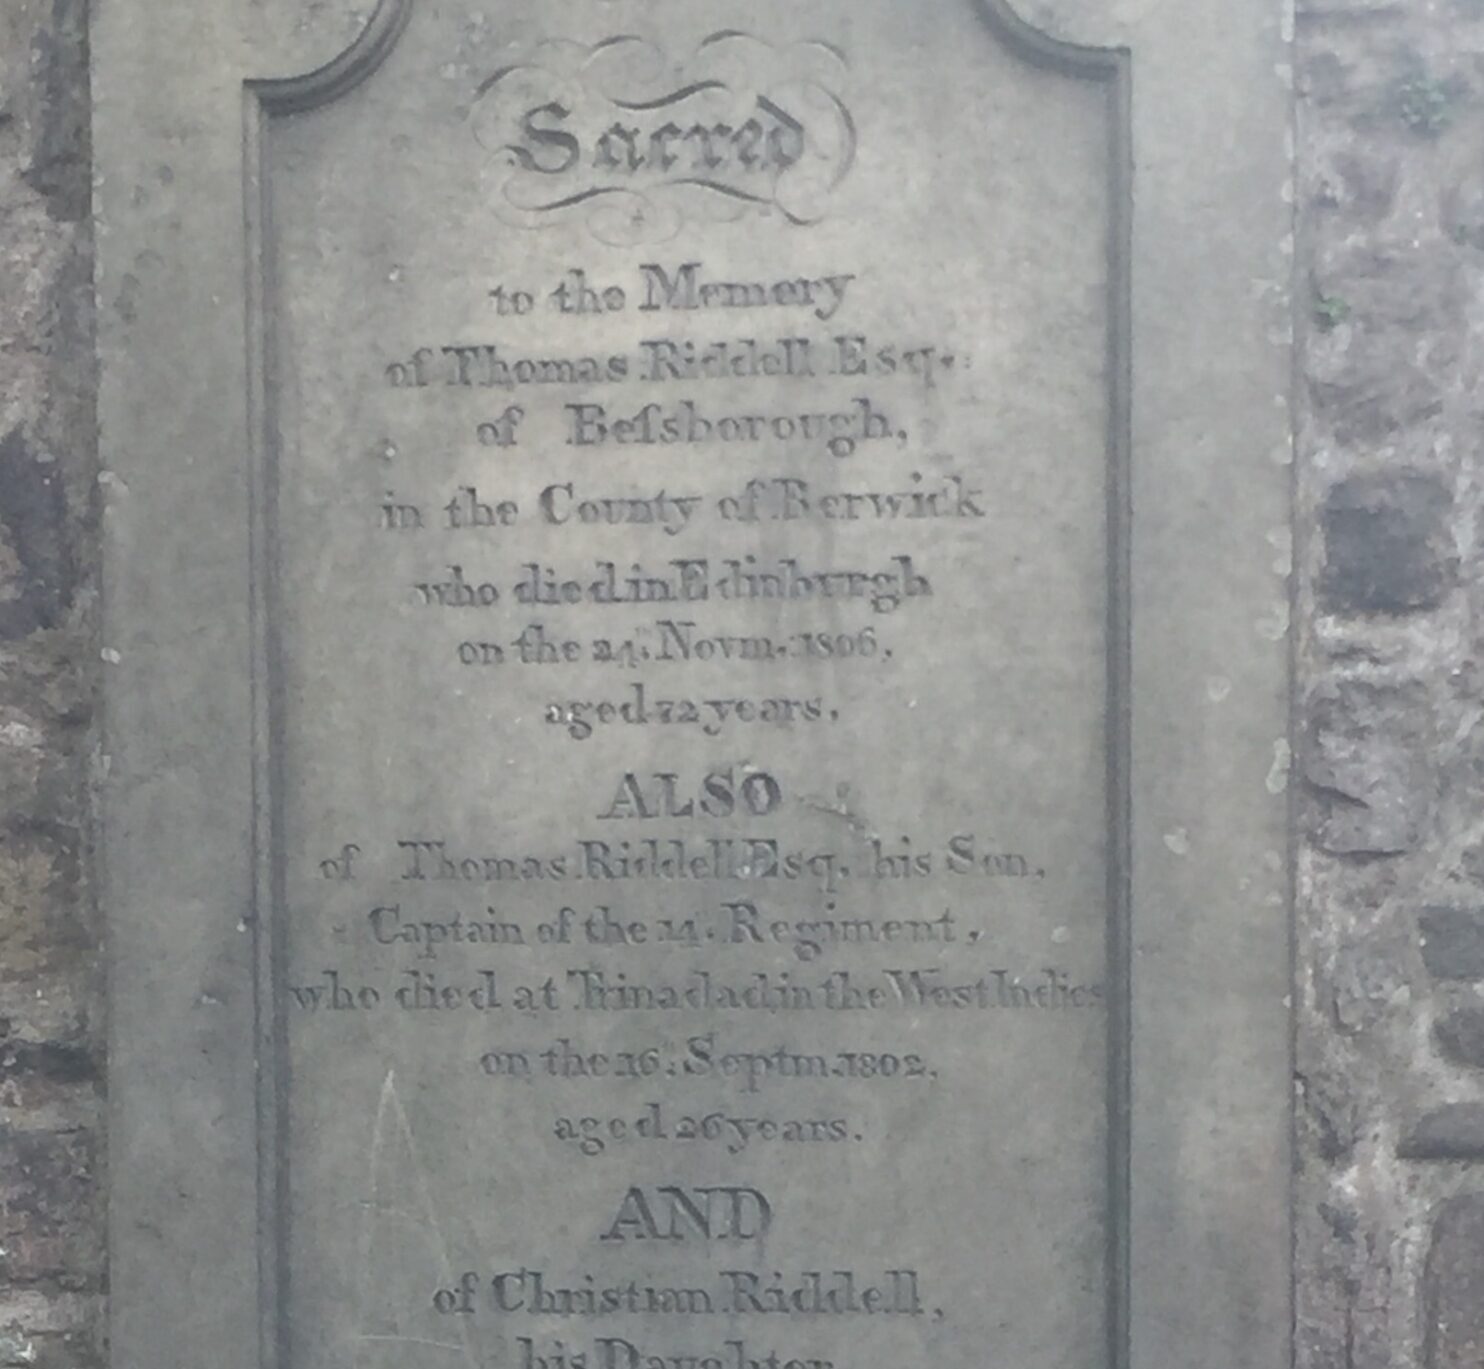 Sacred
to the Memory
of Thomas Riddell Esq.
of Beſsborough,
in the County of Berwick
who died in Edinburgh
on the 24. Novm. 1806,
aged 72 years.
ALSO
of Thomas Riddell Esq. his Son,
Captain of the 14. Regiment,
who died at Trinadad in the West Indies
on the 16. Septm. 1802,
aged 26 years.
AND
of Christian Riddell,
his Daughter